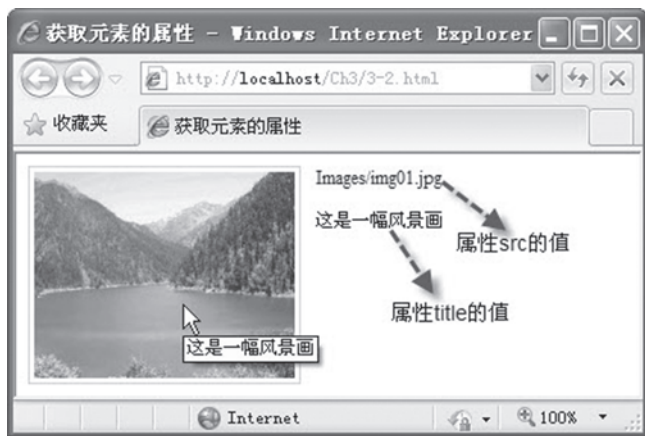 获取元素的属性 - Windows Internet Explorer
http://localhost/Ch3/3-2.html
收藏夹
获取元素的属性
Images/img01.jpg
这是一幅风景画
属性src的值
属性title的值
这是一幅风景画
Internet
100%